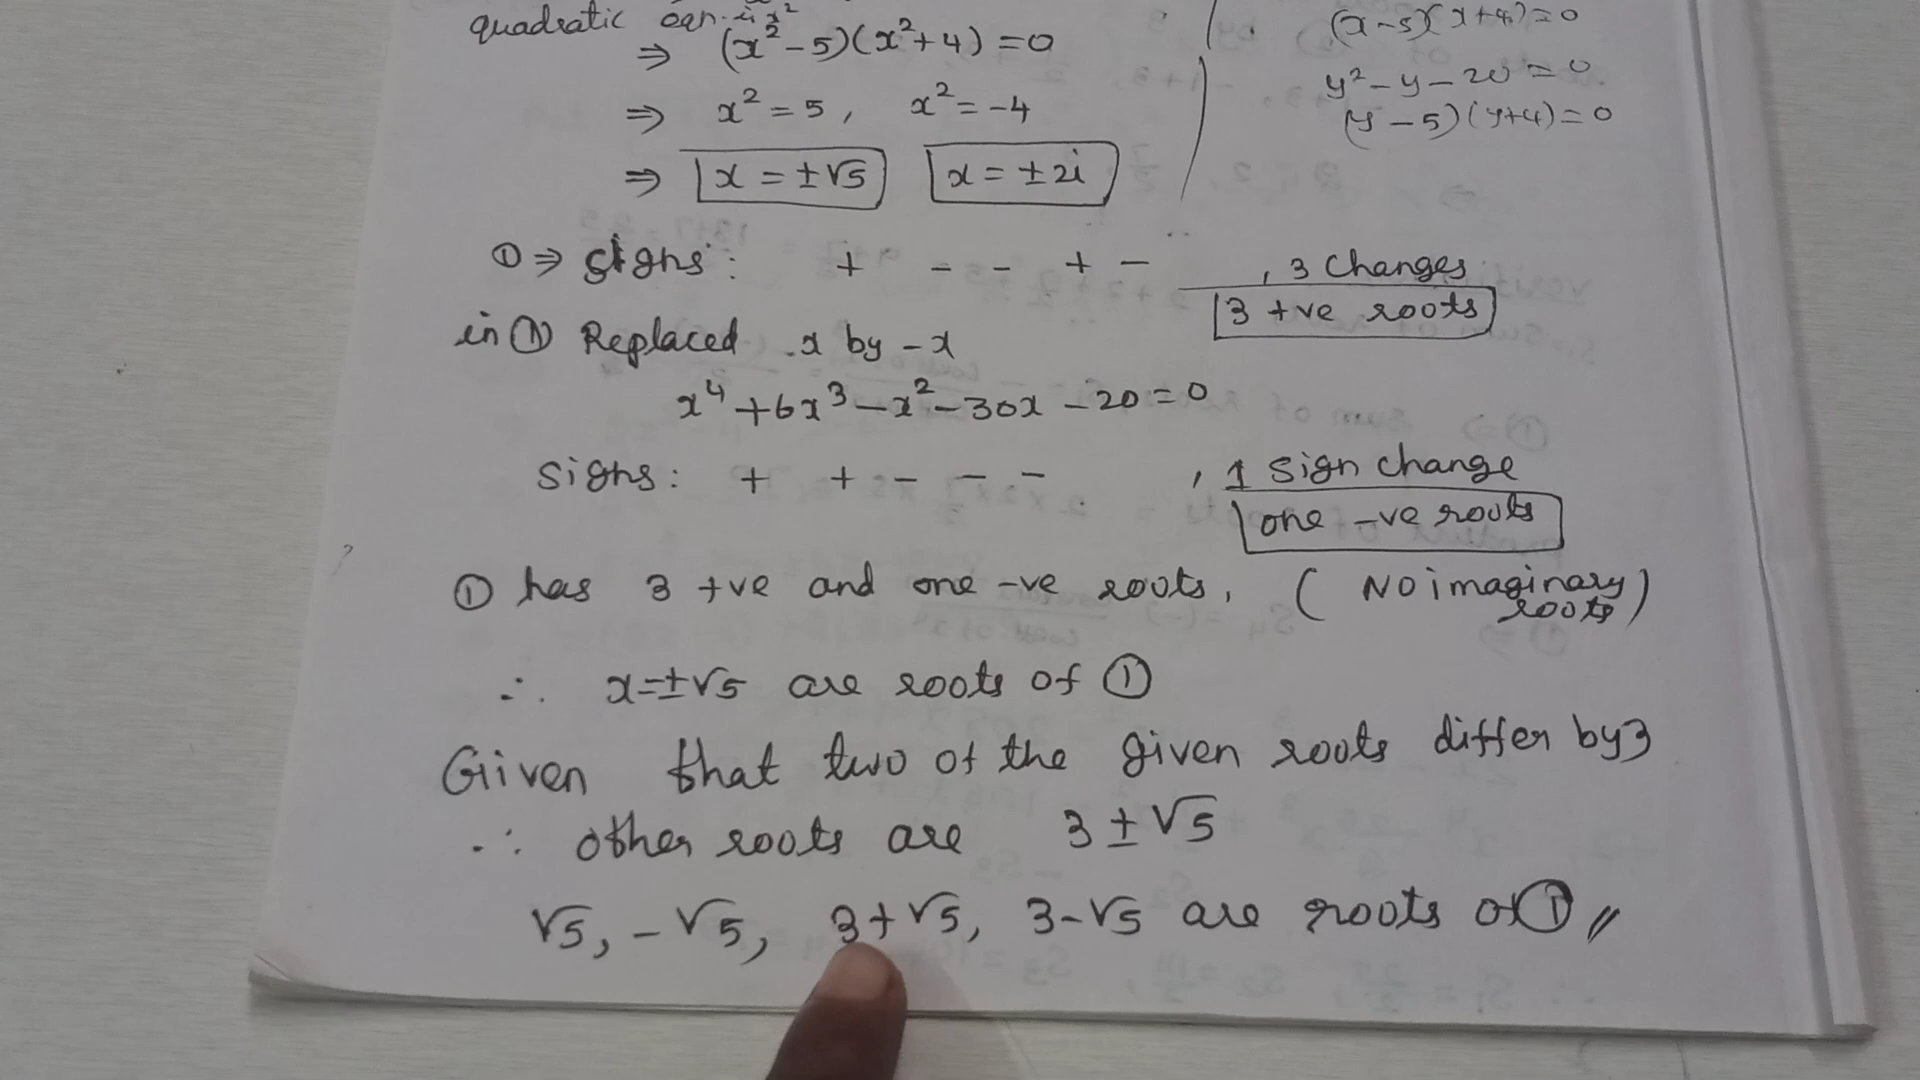 quadratic eqn. in x²
⇒ (x² - 5)(x² + 4) = 0
⇒ x² = 5, x² = -4
⇒ x = ±√5 x = ±2i
(x - 5)(x + 4) = 0
y² - y - 20 = 0
(y - 5)(y + 4) = 0
① ⇒ signs: + - - + - , 3 changes
3 +ve roots
in ① Replaced x by -x
x⁴ + 6x³ - x² - 30x - 20 = 0
Signs: + + - - - , 1 sign change
one -ve roots
① has 3 +ve and one -ve roots, (No imaginary
roots)
∴ x = ±√5 are roots of ①
Given that two of the given roots differ by 3
∴ other roots are 3 ± √5
√5, -√5, 3+√5, 3-√5 are roots of ① //